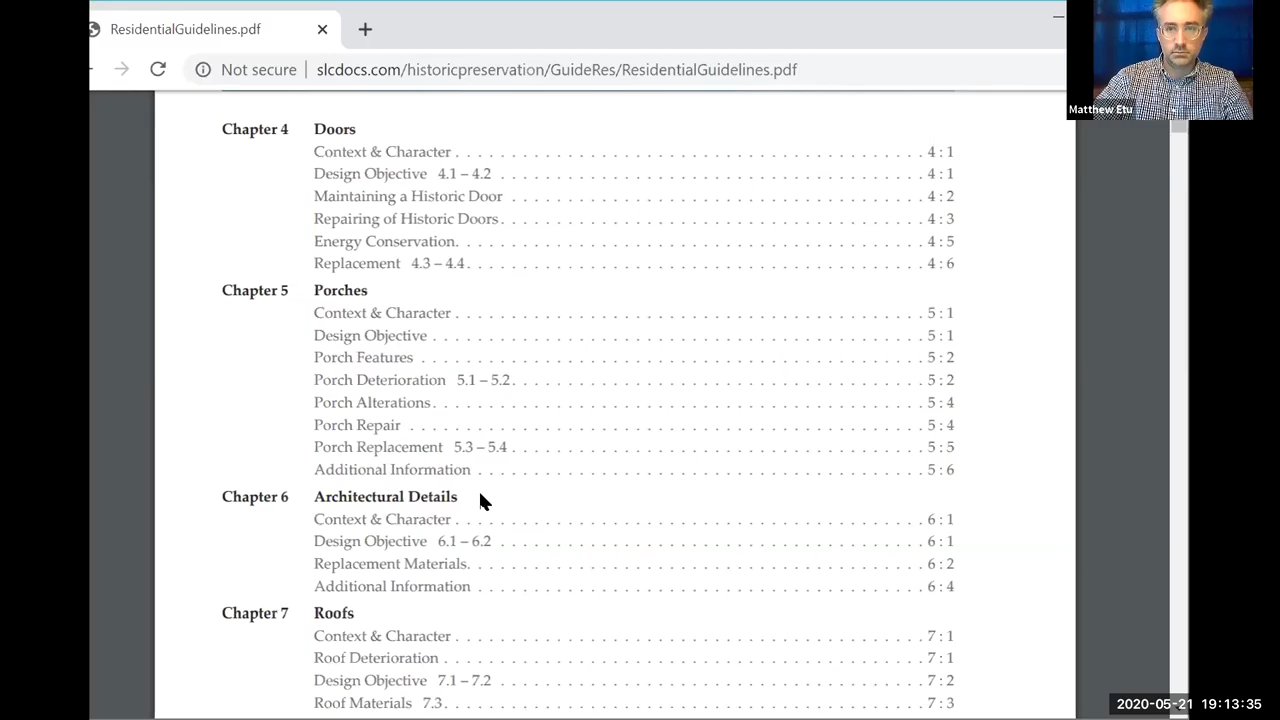 ResidentialGuidelines.pdf
Not secure | slcdocs.com/historicpreservation/GuideRes/ResidentialGuidelines.pdf
Matthew Etu
Chapter 4 Doors
Context & Character . . . . . . . . . . . . . . . . . . . . 4 : 1
Design Objective 4.1 – 4.2 . . . . . . . . . . . . . . . . . . . . 4 : 1
Maintaining a Historic Door . . . . . . . . . . . . . . . . . . . . 4 : 2
Repairing of Historic Doors . . . . . . . . . . . . . . . . . . . . 4 : 3
Energy Conservation. . . . . . . . . . . . . . . . . . . . 4 : 5
Replacement 4.3 – 4.4 . . . . . . . . . . . . . . . . . . . . 4 : 6
Chapter 5 Porches
Context & Character . . . . . . . . . . . . . . . . . . . . 5 : 1
Design Objective . . . . . . . . . . . . . . . . . . . . 5 : 1
Porch Features . . . . . . . . . . . . . . . . . . . . 5 : 2
Porch Deterioration 5.1 – 5.2 . . . . . . . . . . . . . . . . . . . . 5 : 2
Porch Alterations . . . . . . . . . . . . . . . . . . . . 5 : 4
Porch Repair . . . . . . . . . . . . . . . . . . . . 5 : 4
Porch Replacement 5.3 – 5.4 . . . . . . . . . . . . . . . . . . . . 5 : 5
Additional Information . . . . . . . . . . . . . . . . . . . . 5 : 6
Chapter 6 Architectural Details
Context & Character . . . . . . . . . . . . . . . . . . . . 6 : 1
Design Objective 6.1 – 6.2 . . . . . . . . . . . . . . . . . . . . 6 : 1
Replacement Materials. . . . . . . . . . . . . . . . . . . . 6 : 2
Additional Information . . . . . . . . . . . . . . . . . . . . 6 : 4
Chapter 7 Roofs
Context & Character . . . . . . . . . . . . . . . . . . . . 7 : 1
Roof Deterioration . . . . . . . . . . . . . . . . . . . . 7 : 1
Design Objective 7.1 – 7.2 . . . . . . . . . . . . . . . . . . . . 7 : 2
Roof Materials 7.3 . . . . . . . . . . . . . . . . . . . . 7 : 3
2020-05-21 19:13:35